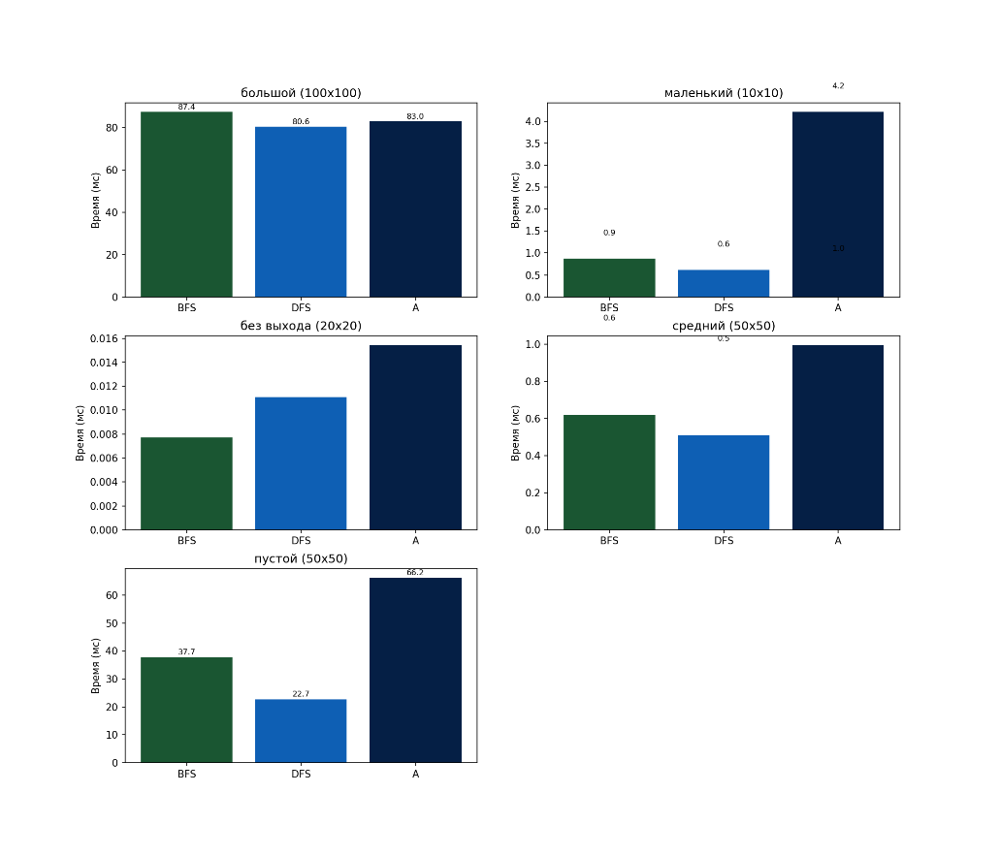 большой (100x100)
Время (мс)
80
60
40
20
0
87.4
80.6
83.0
BFS
DFS
A
маленький (10x10)
Время (мс)
4.0
3.5
3.0
2.5
2.0
1.5
1.0
0.5
0.0
0.9
0.6
4.2
1.0
BFS
DFS
A
без выхода (20x20)
Время (мс)
0.016
0.014
0.012
0.010
0.008
0.006
0.004
0.002
0.000
BFS
DFS
A
средний (50x50)
Время (мс)
1.0
0.8
0.6
0.4
0.2
0.0
0.6
0.5
BFS
DFS
A
пустой (50x50)
Время (мс)
60
50
40
30
20
10
0
37.7
22.7
66.2
BFS
DFS
A